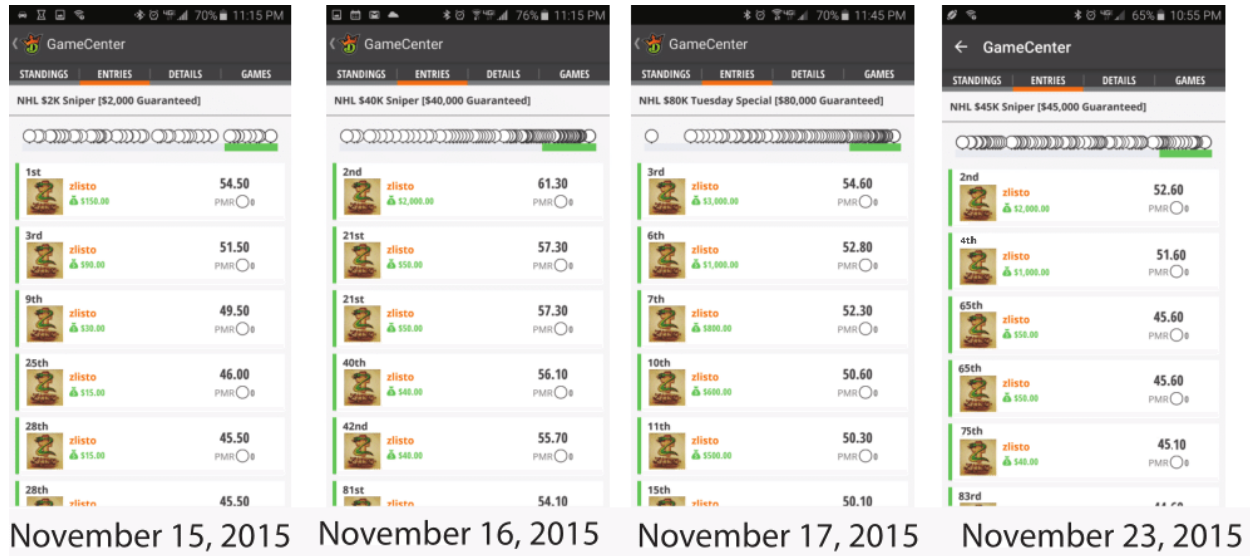 70% 11:15 PM
GameCenter
STANDINGS ENTRIES DETAILS GAMES
NHL $2K Sniper [$2,000 Guaranteed]
1st
zlisto 54.50
$150.00 PMR 0
3rd
zlisto 51.50
$90.00 PMR 0
9th
zlisto 49.50
$30.00 PMR 0
25th
zlisto 46.00
$15.00 PMR 0
28th
zlisto 45.50
$15.00 PMR 0
28th
zlisto 45.50
November 15, 2015
76% 11:15 PM
GameCenter
STANDINGS ENTRIES DETAILS GAMES
NHL $40K Sniper [$40,000 Guaranteed]
2nd
zlisto 61.30
$2,000.00 PMR 0
21st
zlisto 57.30
$50.00 PMR 0
21st
zlisto 57.30
$50.00 PMR 0
40th
zlisto 56.10
$40.00 PMR 0
42nd
zlisto 55.70
$40.00 PMR 0
81st
zlisto 54.10
November 16, 2015
70% 11:45 PM
GameCenter
STANDINGS ENTRIES DETAILS GAMES
NHL $80K Tuesday Special [$80,000 Guaranteed]
3rd
zlisto 54.60
$3,000.00 PMR 0
6th
zlisto 52.80
$1,000.00 PMR 0
7th
zlisto 52.30
$800.00 PMR 0
10th
zlisto 50.60
$600.00 PMR 0
11th
zlisto 50.30
$500.00 PMR 0
15th
zlisto 50.10
November 17, 2015
65% 10:55 PM
GameCenter
STANDINGS ENTRIES DETAILS GAMES
NHL $45K Sniper [$45,000 Guaranteed]
2nd
zlisto 52.60
$2,000.00 PMR 0
4th
zlisto 51.60
$1,000.00 PMR 0
65th
zlisto 45.60
$50.00 PMR 0
65th
zlisto 45.60
$50.00 PMR 0
75th
zlisto 45.10
$40.00 PMR 0
83rd
November 23, 2015